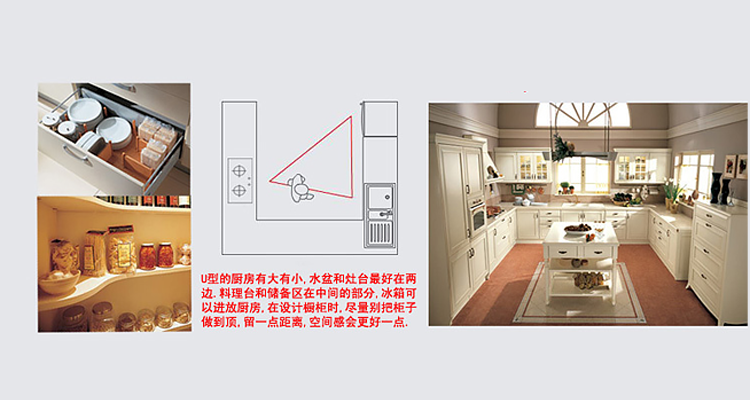 U型的厨房有大有小,水盆和灶台最好在两
边.料理台和储备区在中间的部分,冰箱可
以进放厨房,在设计橱柜时,尽量别把柜子
做到顶,留一点距离,空间感会更好一点.